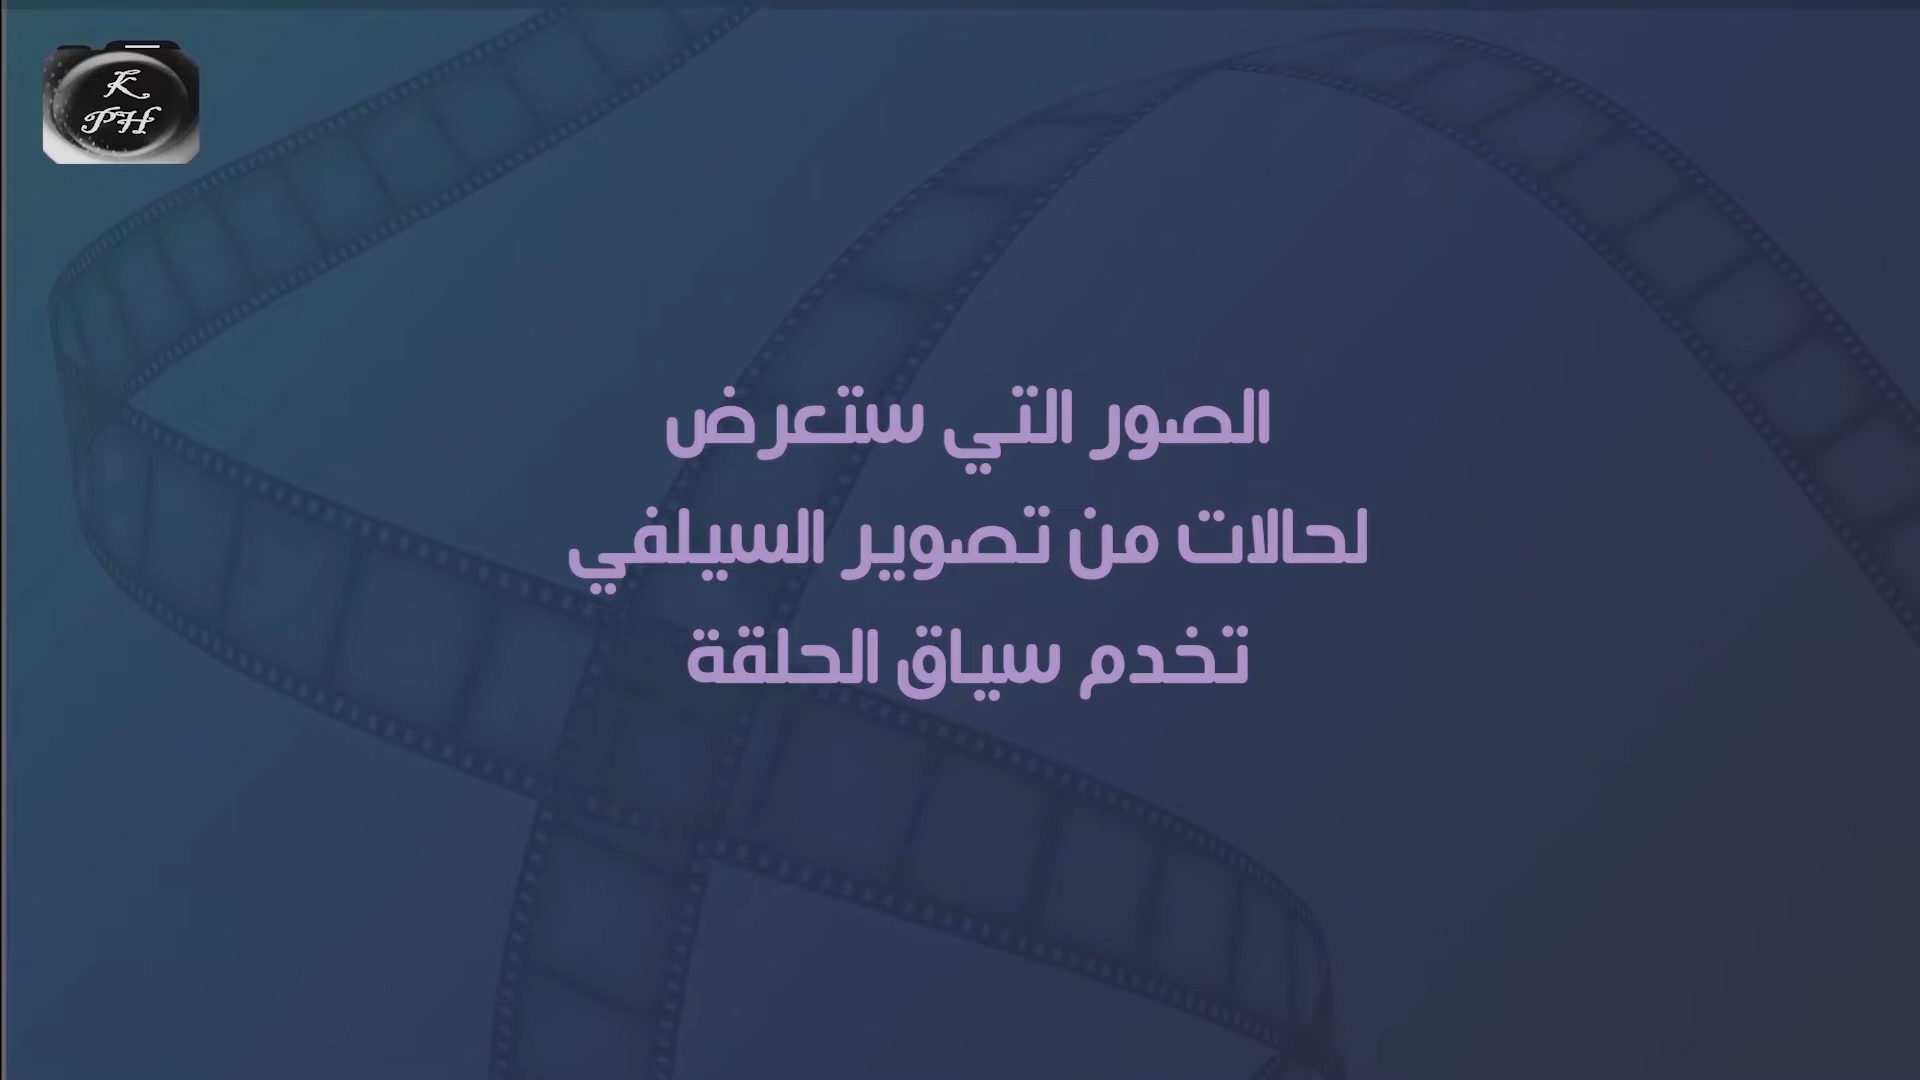 K
PH
الصور التي ستعرض
لحالات من تصوير السيلفي
تخدم سياق الحلقة